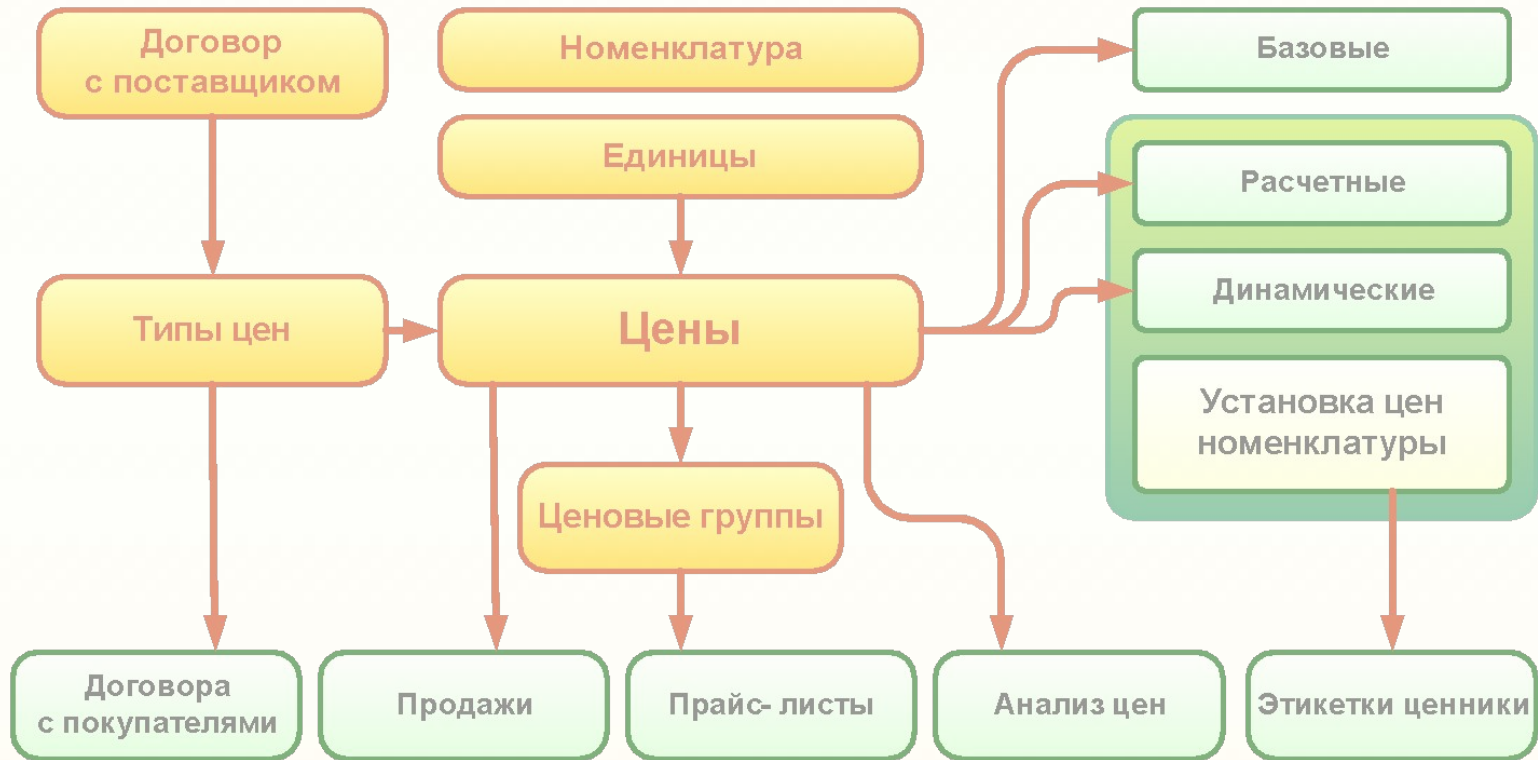 Договор
с поставщиком
Номенклатура
Базовые
Единицы
Расчетные
Динамические
Типы цен
Цены
Установка цен
номенклатуры
Ценовые группы
Договора
с покупателями
Продажи
Прайс- листы
Анализ цен
Этикетки ценники